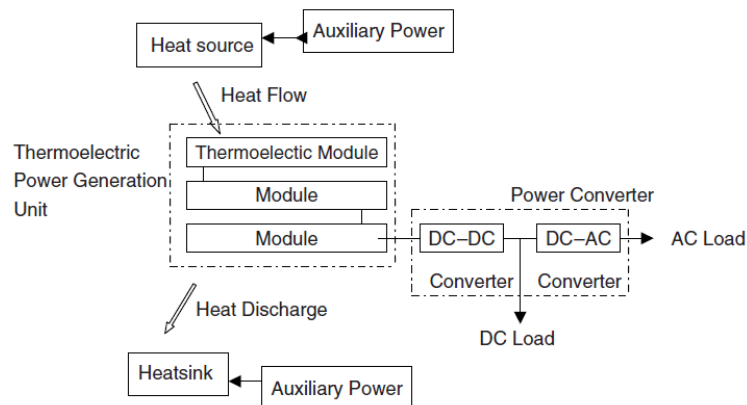 Auxiliary Power
Heat source
Heat Flow
Thermoelectric
Power Generation
Unit
Thermoelectic Module
Module
Module
Power Converter
DC–DC
DC–AC
AC Load
Converter
Converter
Heat Discharge
DC Load
Heatsink
Auxiliary Power